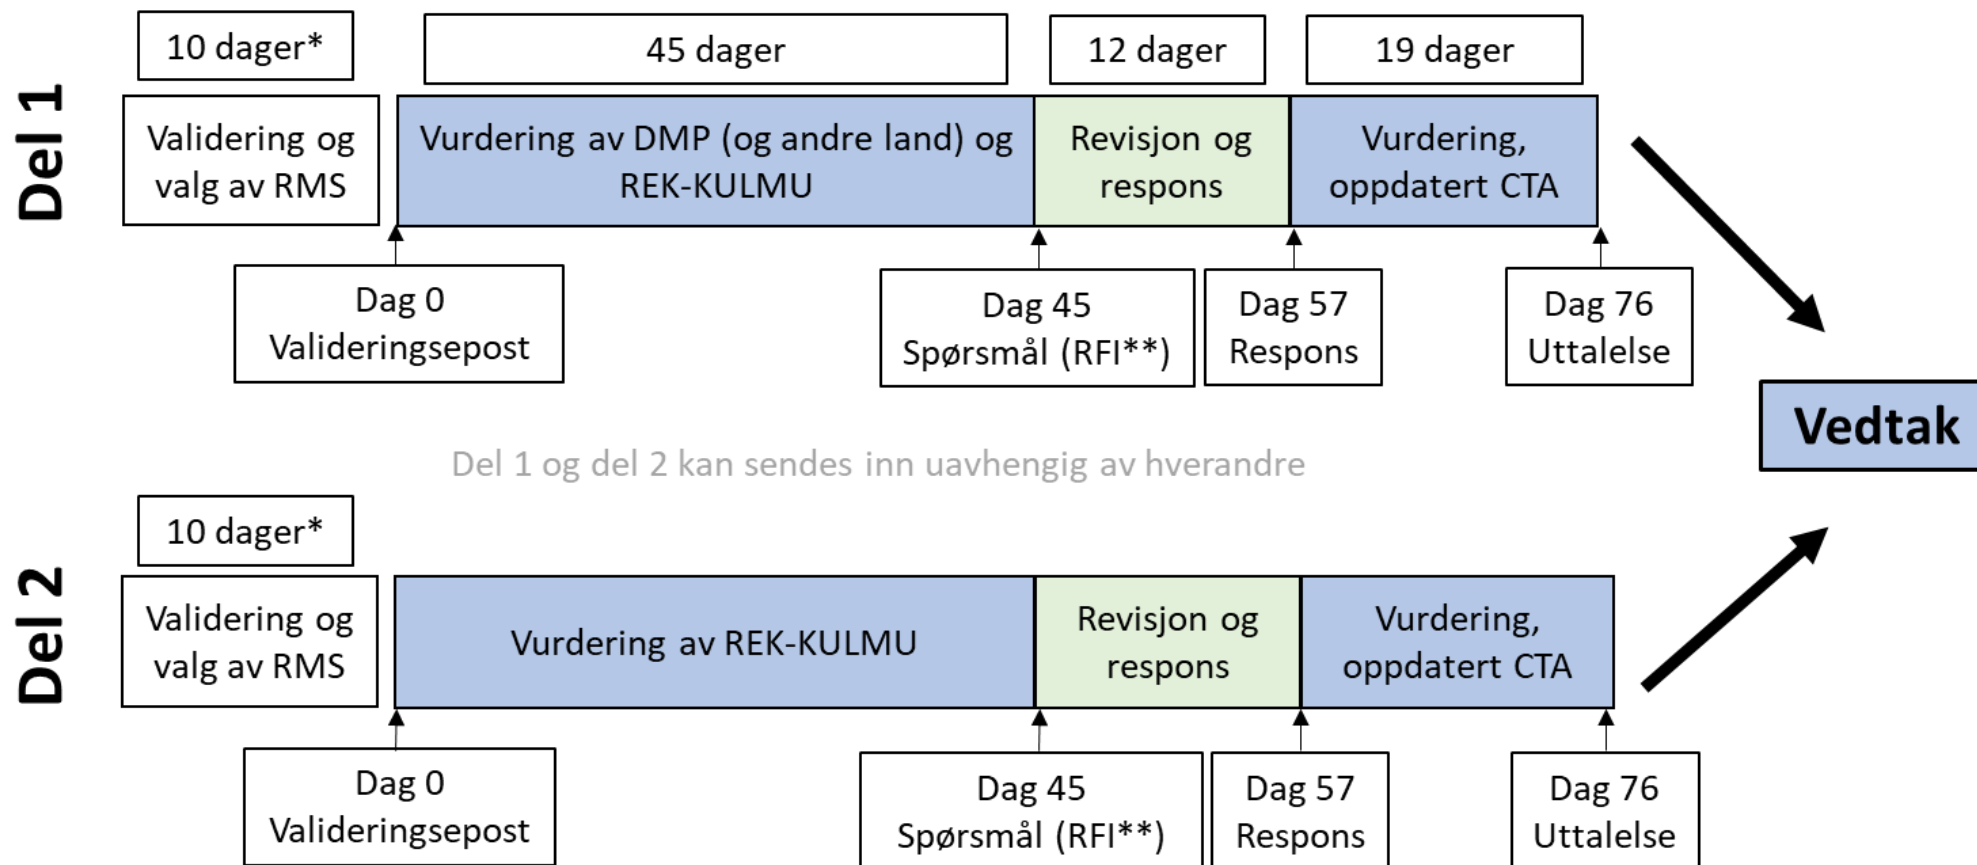 Del 1
10 dager*
45 dager
12 dager
19 dager
Validering og
valg av RMS
Vurdering av DMP (og andre land) og
REK-KULMU
Revisjon og
respons
Vurdering,
oppdatert CTA
Dag 0
Valideringsepost
Dag 45
Spørsmål (RFI**)
Dag 57
Respons
Dag 76
Uttalelse
Vedtak
Del 1 og del 2 kan sendes inn uavhengig av hverandre
Del 2
10 dager*
Validering og
valg av RMS
Vurdering av REK-KULMU
Revisjon og
respons
Vurdering,
oppdatert CTA
Dag 0
Valideringsepost
Dag 45
Spørsmål (RFI**)
Dag 57
Respons
Dag 76
Uttalelse